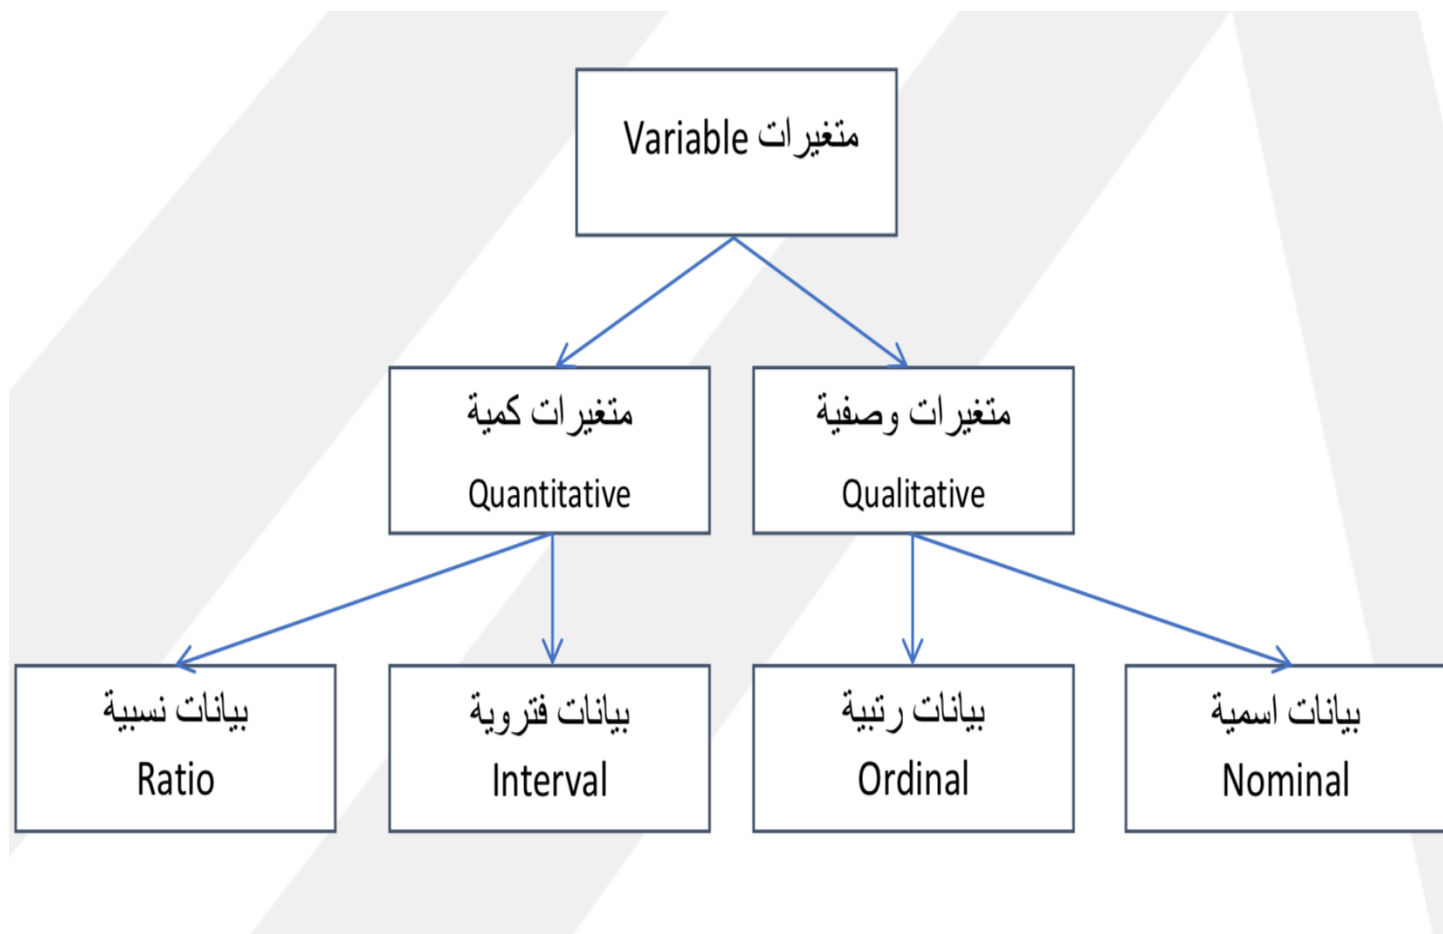 متغيرات Variable
متغيرات وصفية
Qualitative
متغيرات كمية
Quantitative
بيانات اسمية
Nominal
بيانات رتبية
Ordinal
بيانات فتروية
Interval
بيانات نسبية
Ratio